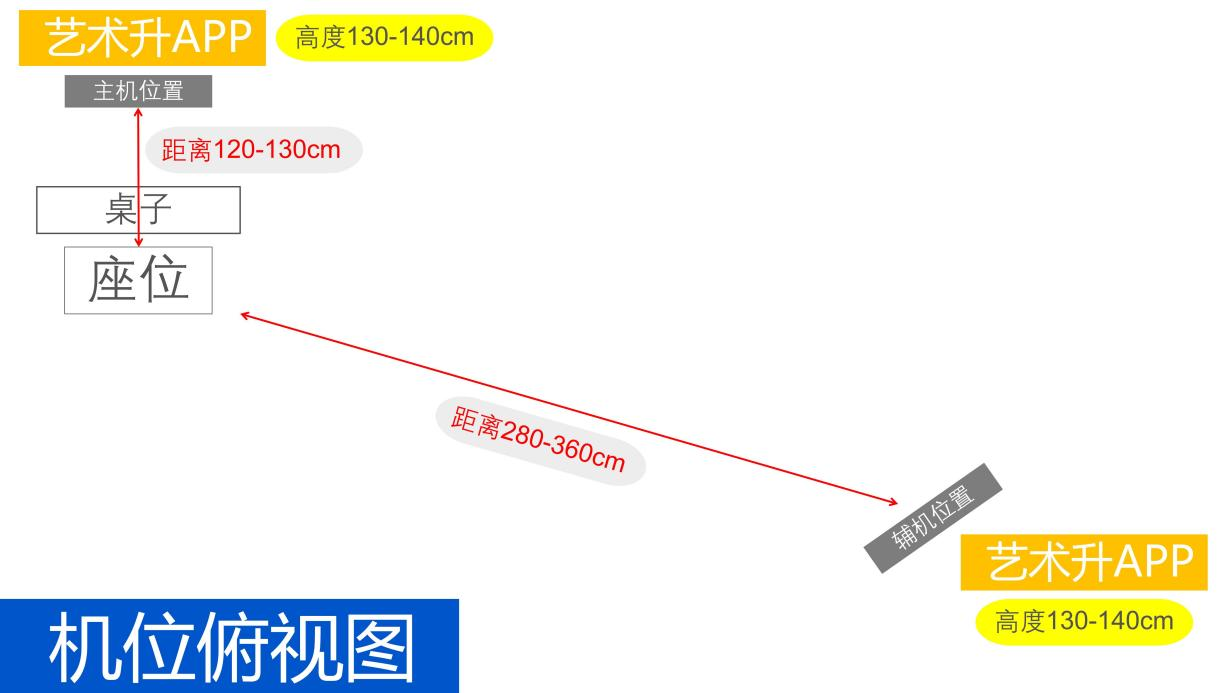 艺术升APP
高度130-140cm
主机位置
距离120-130cm
桌子
座位
距离280-360cm
辅机位置
艺术升APP
高度130-140cm
机位俯视图